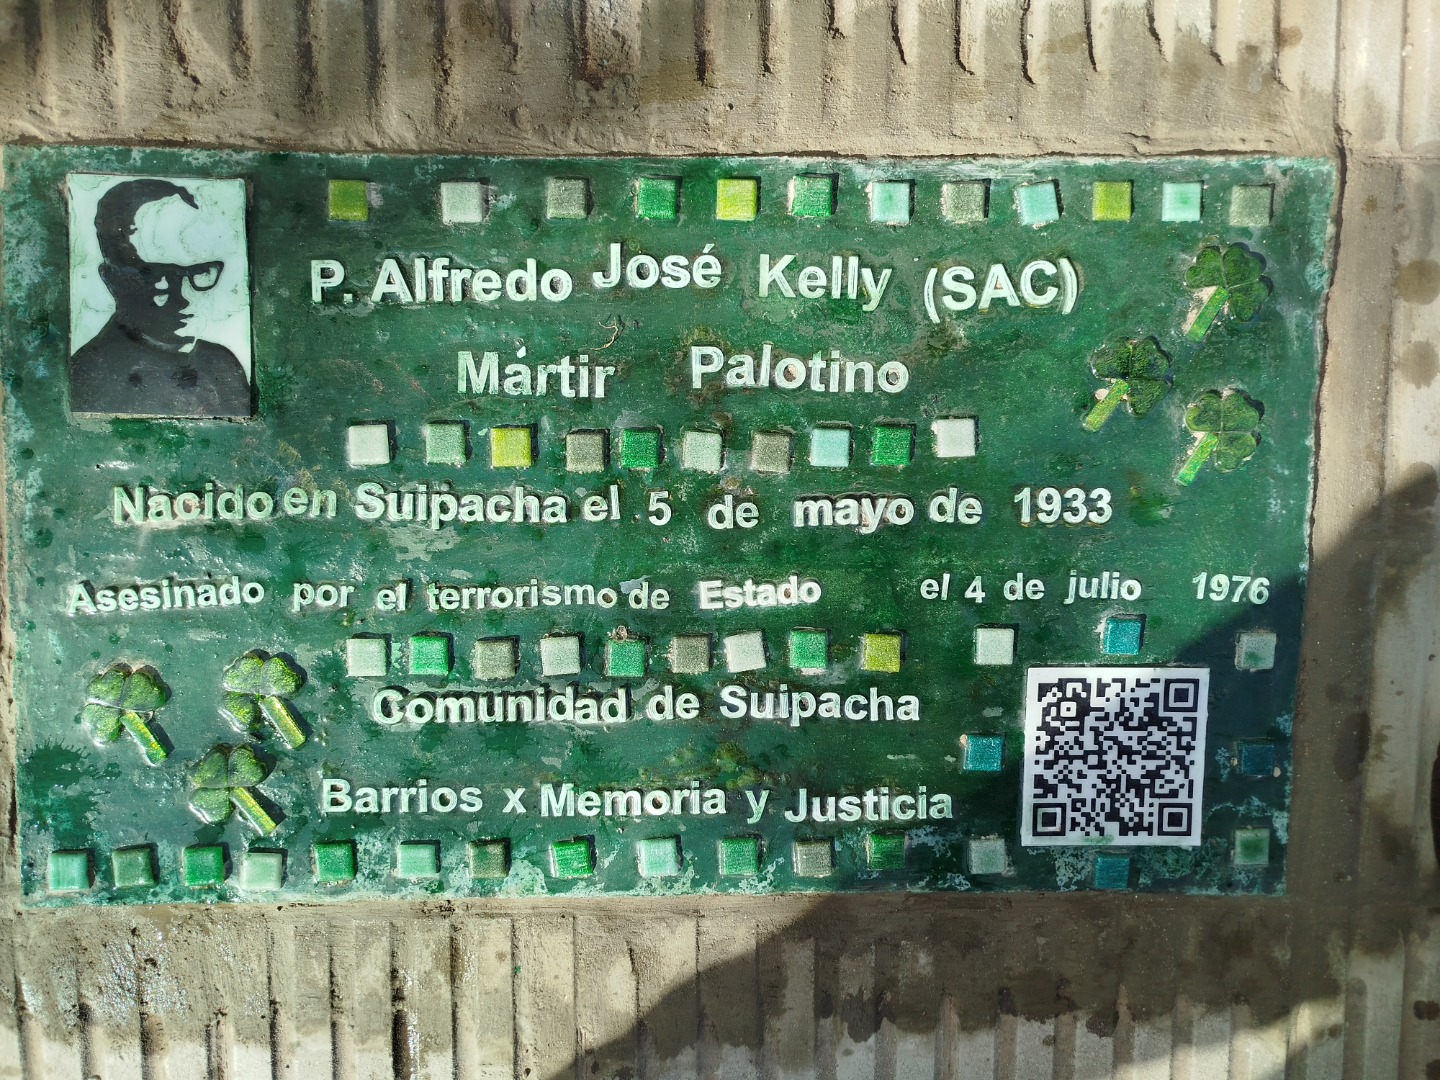 P. Alfredo José Kelly (SAC)
Mártir Palotino
Nacido en Suipacha el 5 de mayo de 1933
Asesinado por el terrorismo de Estado el 4 de julio 1976
Comunidad de Suipacha
Barrios x Memoria y Justicia